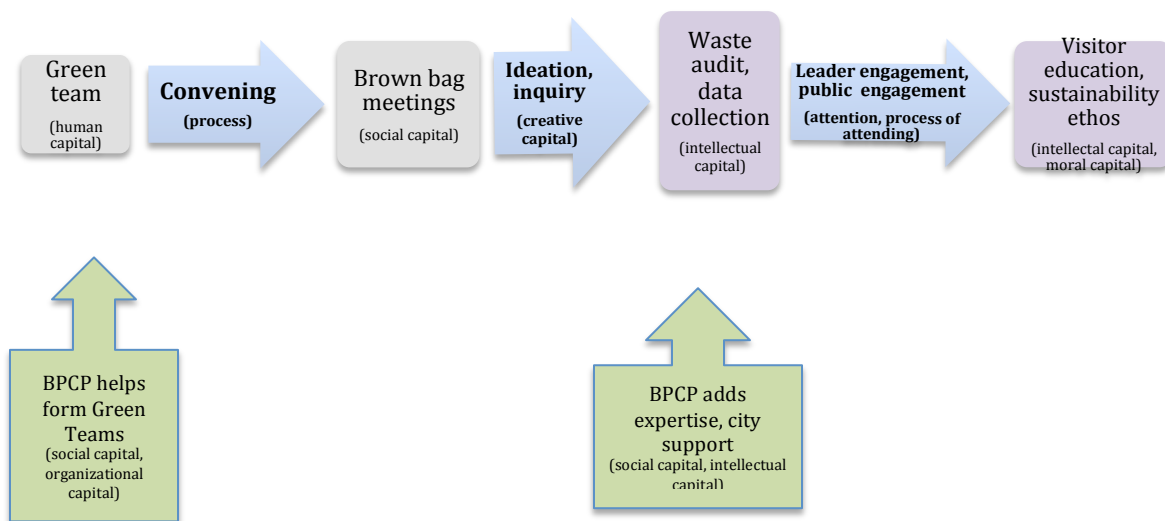 Green
team
(human
capital)
Convening
(process)
Brown bag
meetings
(social capital)
Ideation,
inquiry
(creative
capital)
Waste
audit,
data
collection
(intellectual
capital)
Leader engagement,
public engagement
(attention, process of
attending)
Visitor
education,
sustainability
ethos
(intellectal capital,
moral capital)
BPCP helps
form Green
Teams
(social capital,
organizational
capital)
BPCP adds
expertise, city
support
(social capital, intellectual
capital)